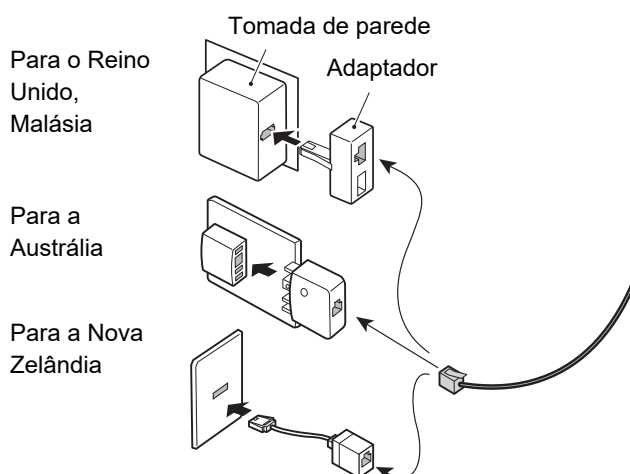 Tomada de parede
Para o Reino
Unido,
Malásia
Adaptador
Para a
Austrália
Para a Nova
Zelândia